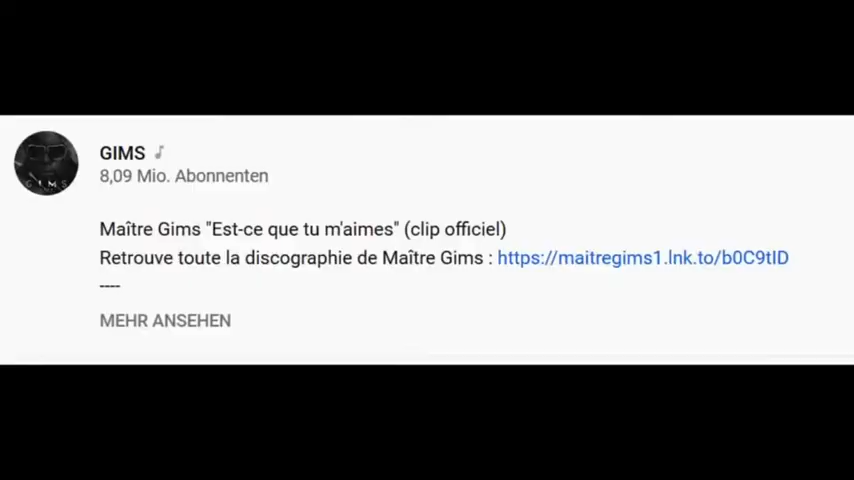 GIMS
8,09 Mio. Abonnenten
Maître Gims "Est-ce que tu m'aimes" (clip officiel)
Retrouve toute la discographie de Maître Gims : https://maitregims1.lnk.to/b0C9tID
----
MEHR ANSEHEN
GIMS